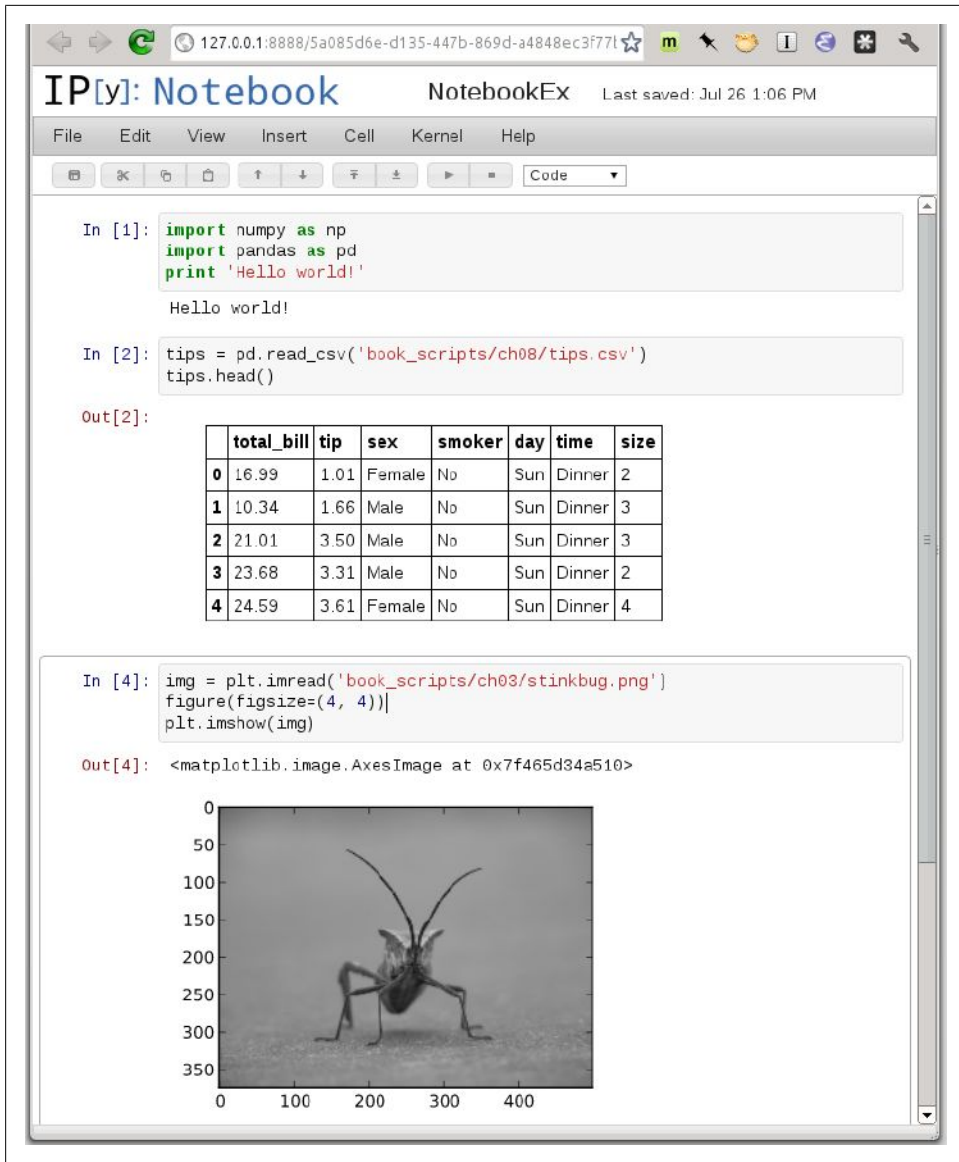 127.0.0.1:8888/5a085d6e-d135-447b-869d-a4848ec3f77
m I
IP[y]: Notebook NotebookEx Last saved: Jul 26 1:06 PM
File Edit View Insert Cell Kernel Help
Code
In [1]: import numpy as np
import pandas as pd
print 'Hello world!'
Hello world!
In [2]: tips = pd.read_csv('book_scripts/ch08/tips.csv')
tips.head()
Out[2]:
total_bill tip sex smoker day time size
0 16.99 1.01 Female No Sun Dinner 2
1 10.34 1.66 Male No Sun Dinner 3
2 21.01 3.50 Male No Sun Dinner 3
3 23.68 3.31 Male No Sun Dinner 2
4 24.59 3.61 Female No Sun Dinner 4
In [4]: img = plt.imread('book_scripts/ch03/stinkbug.png')
figure(figsize=(4, 4))
plt.imshow(img)
Out[4]: <matplotlib.image.AxesImage at 0x7f465d34a510>
0
50
100
150
200
250
300
350
0 100 200 300 400